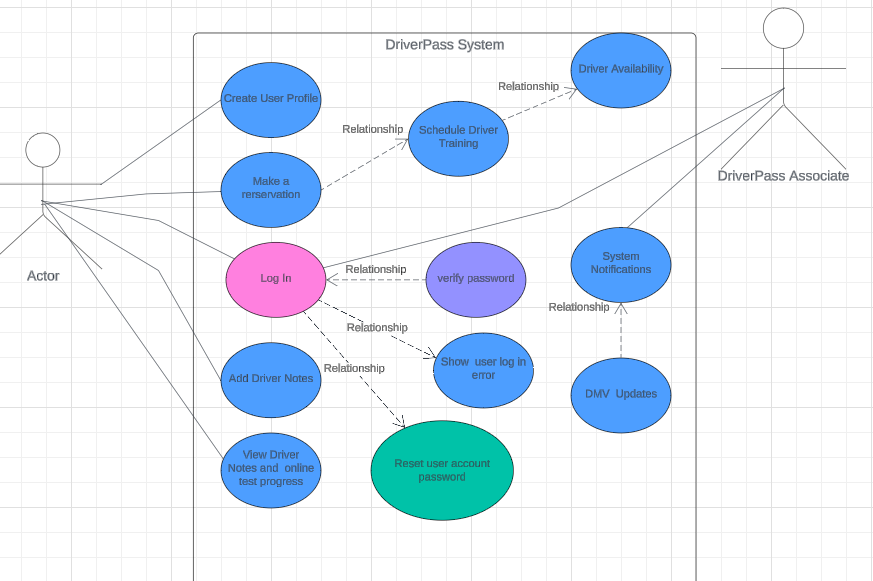 DriverPass System
Driver Availability
Relationship
Create User Profile
Relationship
Schedule Driver
Training
DriverPass Associate
Make a
rerservation
Actor
Log In
Relationship
verify password
System
Notifications
Relationship
Relationship
Show  user log in
error
Relationship
Add Driver Notes
DMV  Updates
View Driver
Notes and  online
test progress
Reset user account
password